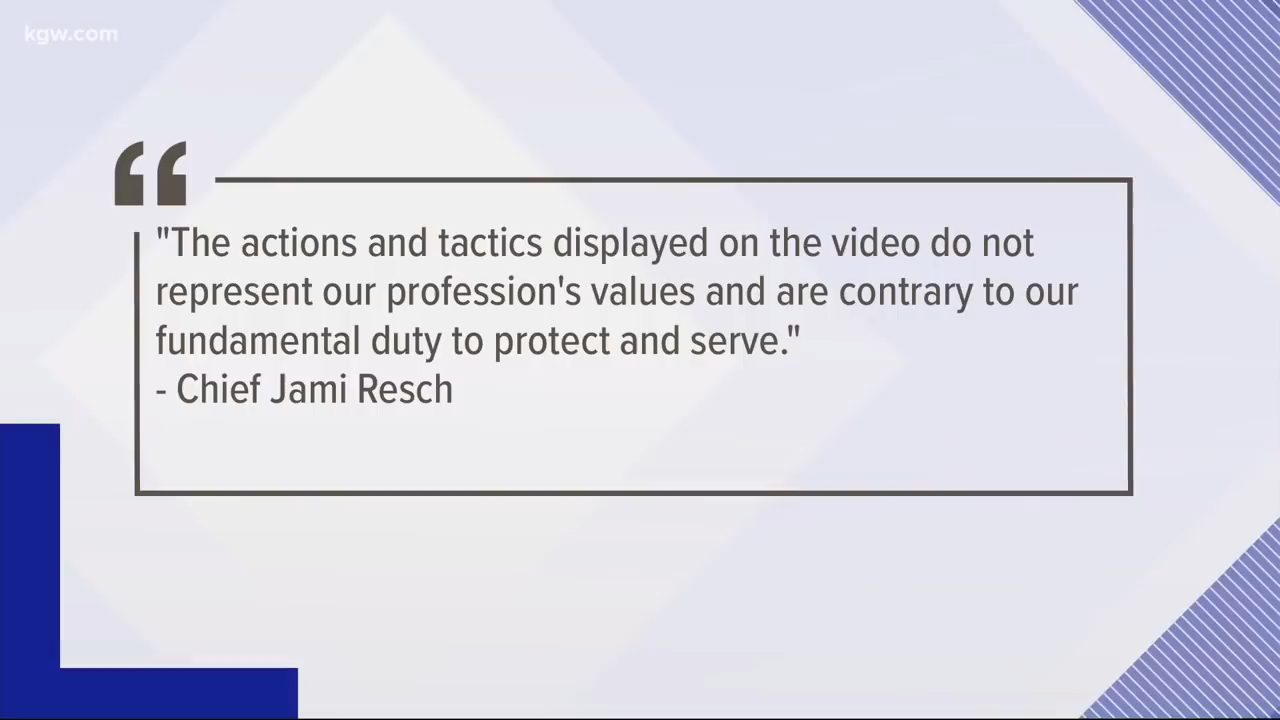 kgw.com
"The actions and tactics displayed on the video do not
represent our profession's values and are contrary to our
fundamental duty to protect and serve."
- Chief Jami Resch